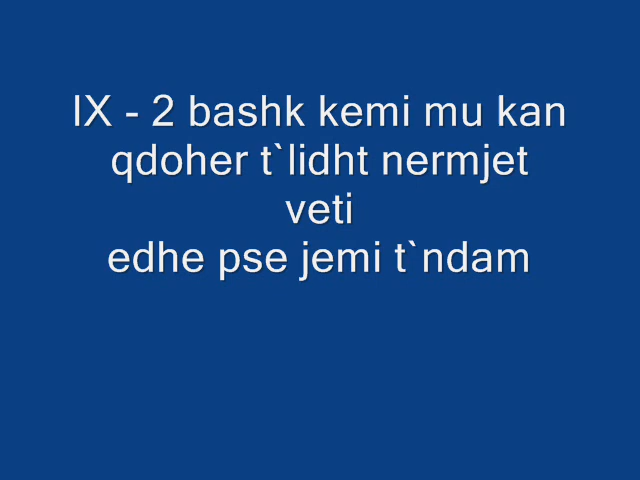 IX - 2 bashk kemi mu kan
qdoher t`lidht nermjet
veti
edhe pse jemi t`ndam